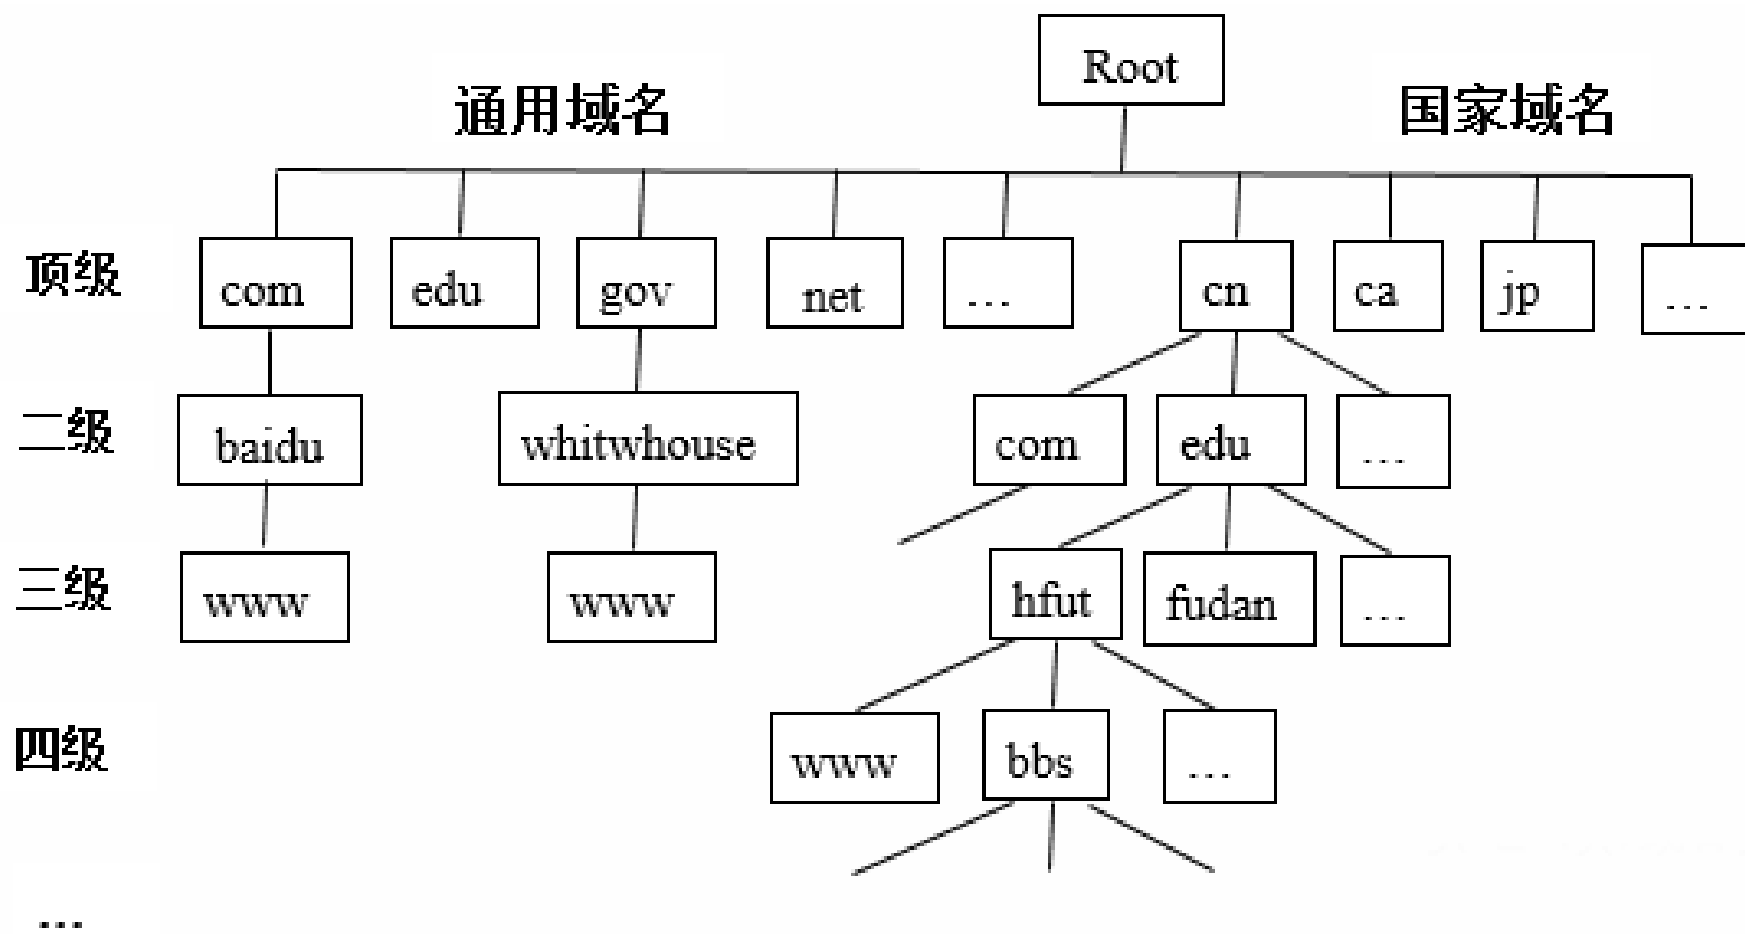 Root
通用域名
国家域名
顶级
com
edu
gov
net
...
cn
ca
jp
...
二级
baidu
whitwhouse
com
edu
...
三级
www
www
hfut
fudan
...
四级
www
bbs
...
...